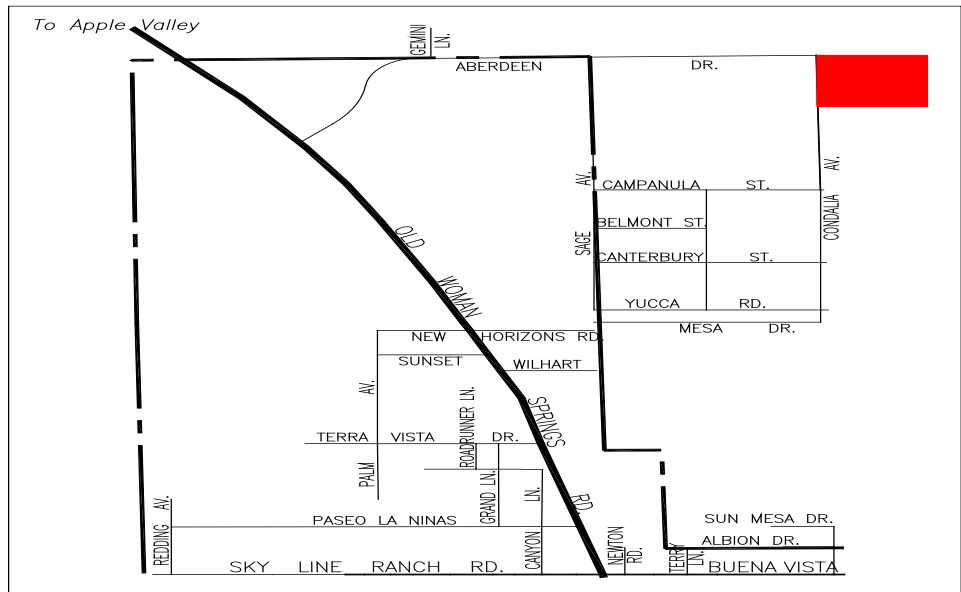 To Apple Valley
GEMINI LN.
ABERDEEN DR.
CAMPANULA ST.
BELMONT ST.
CANTERBURY ST.
YUCCA RD.
MESA DR.
SAGE AV.
CONDALIA AV.
OLD WOMAN SPRINGS RD.
NEW HORIZONS RD.
SUNSET
WILHART
PALM AV.
ROADRUNNER LN.
TERRA VISTA DR.
GRAND LN.
CANYON LN.
REDDING AV.
PASEO LA NINAS
NEWTON RD.
TERRY LN.
SUN MESA DR.
ALBION DR.
SKY LINE RANCH RD.
BUENA VISTA